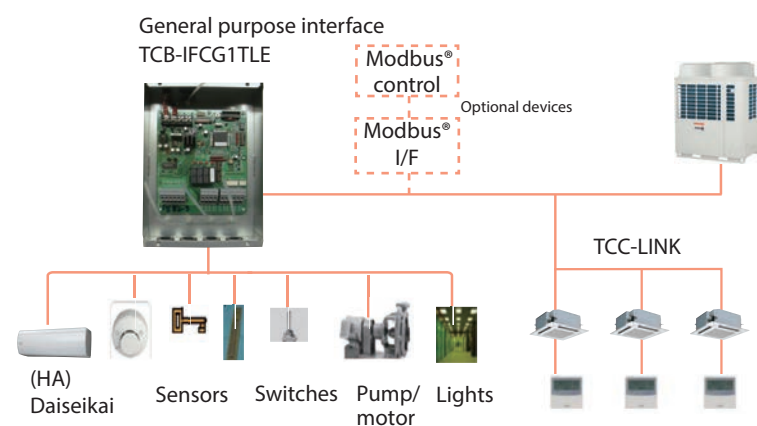 General purpose interface
TCB-IFCG1TLE
Modbus®
control
Optional devices
Modbus®
I/F
TCC-LINK
(HA)
Daiseikai
Sensors
Switches
Pump/
motor
Lights